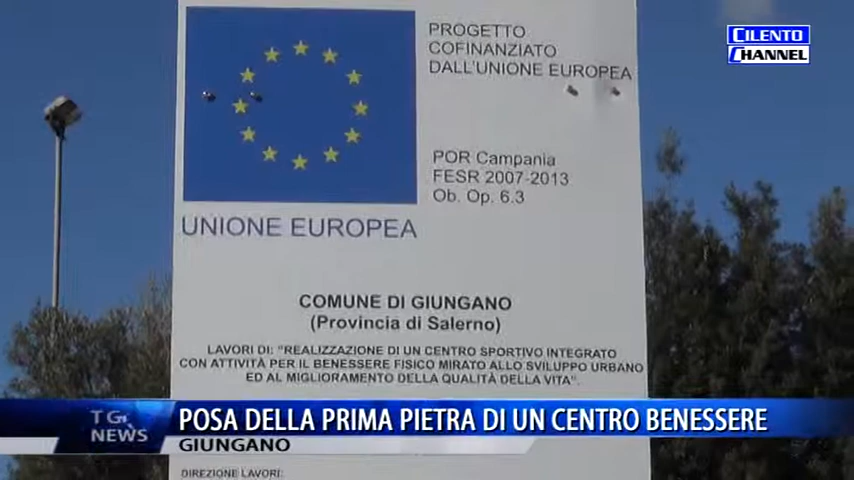 CILENTO
CHANNEL
PROGETTO
COFINANZIATO
DALL'UNIONE EUROPEA
POR Campania
FESR 2007-2013
Ob. Op. 6.3
UNIONE EUROPEA
COMUNE DI GIUNGANO
(Provincia di Salerno)
LAVORI DI: "REALIZZAZIONE DI UN CENTRO SPORTIVO INTEGRATO
CON ATTIVITÀ PER IL BENESSERE FISICO MIRATO ALLO SVILUPPO URBANO
ED AL MIGLIORAMENTO DELLA QUALITÀ DELLA VITA".
TG
NEWS
POSA DELLA PRIMA PIETRA DI UN CENTRO BENESSERE
GIUNGANO
DIREZIONE LAVORI: